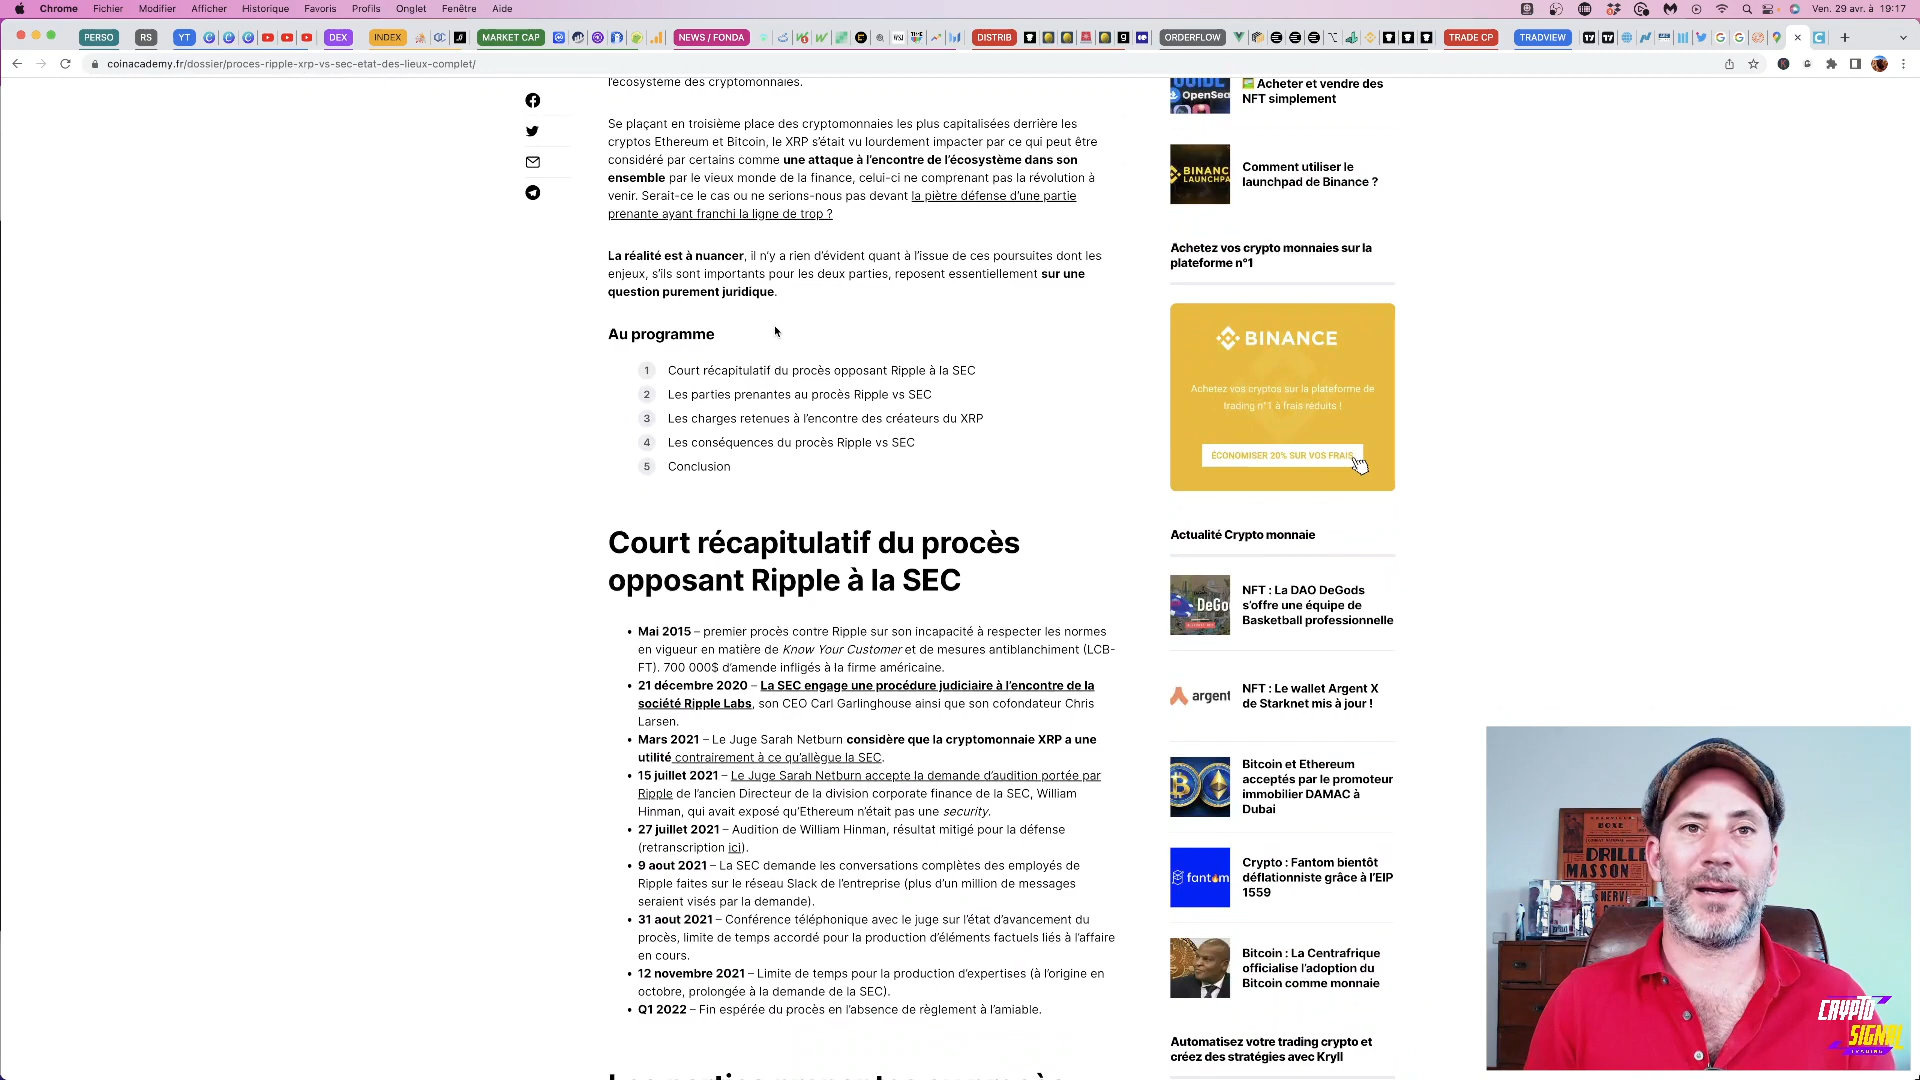 Chrome Fichier Modifier Afficher Historique Favoris Profils Onglet Fenêtre Aide
Ven. 29 avr. à 19:17
PERSO RS YT DEX INDEX MARKET CAP NEWS / FONDA DISTRIB ORDERFLOW TRADE CP TRADVIEW
coinacademy.fr/dossier/proces-ripple-xrp-vs-sec-etat-des-lieux-complet/
l'écosystème des cryptomonnaies.
Se plaçant en troisième place des cryptomonnaies les plus capitalisées derrière les
cryptos Ethereum et Bitcoin, le XRP s'était vu lourdement impacter par ce qui peut être
considéré par certains comme une attaque à l'encontre de l'écosystème dans son
ensemble par le vieux monde de la finance, celui-ci ne comprenant pas la révolution à
venir. Serait-ce le cas ou ne serions-nous pas devant la piètre défense d'une partie
prenante ayant franchi la ligne de trop ?
La réalité est à nuancer, il n'y a rien d'évident quant à l'issue de ces poursuites dont les
enjeux, s'ils sont importants pour les deux parties, reposent essentiellement sur une
question purement juridique.
Au programme
1 Court récapitulatif du procès opposant Ripple à la SEC
2 Les parties prenantes au procès Ripple vs SEC
3 Les charges retenues à l'encontre des créateurs du XRP
4 Les conséquences du procès Ripple vs SEC
5 Conclusion
Court récapitulatif du procès
opposant Ripple à la SEC
• Mai 2015 – premier procès contre Ripple sur son incapacité à respecter les normes
en vigueur en matière de Know Your Customer et de mesures antiblanchiment (LCB-
FT). 700 000$ d'amende infligés à la firme américaine.
• 21 décembre 2020 – La SEC engage une procédure judiciaire à l'encontre de la
société Ripple Labs, son CEO Carl Garlinghouse ainsi que son cofondateur Chris
Larsen.
• Mars 2021 – Le Juge Sarah Netburn considère que la cryptomonnaie XRP a une
utilité contrairement à ce qu'allègue la SEC.
• 15 juillet 2021 – Le Juge Sarah Netburn accepte la demande d'audition portée par
Ripple de l'ancien Directeur de la division corporate finance de la SEC, William
Hinman, qui avait exposé qu'Ethereum n'était pas une security.
• 27 juillet 2021 – Audition de William Hinman, résultat mitigé pour la défense
(retranscription ici).
• 9 aout 2021 – La SEC demande les conversations complètes des employés de
Ripple faites sur le réseau Slack de l'entreprise (plus d'un million de messages
seraient visés par la demande).
• 31 aout 2021 – Conférence téléphonique avec le juge sur l'état d'avancement du
procès, limite de temps accordé pour la production d'éléments factuels liés à l'affaire
en cours.
• 12 novembre 2021 – Limite de temps pour la production d'expertises (à l'origine en
octobre, prolongée à la demande de la SEC).
• Q1 2022 – Fin espérée du procès en l'absence de règlement à l'amiable.
OpenSea
Acheter et vendre des
NFT simplement
BINANCE
LAUNCHPA
Comment utiliser le
launchpad de Binance ?
Achetez vos crypto monnaies sur la
plateforme n°1
BINANCE
Achetez vos cryptos sur la plateforme de
trading n°1 à frais réduits !
ÉCONOMISER 20% SUR VOS FRAIS
Actualité Crypto monnaie
DeGo
NFT : La DAO DeGods
s'offre une équipe de
Basketball professionnelle
argent
NFT : Le wallet Argent X
de Starknet mis à jour !
Bitcoin et Ethereum
acceptés par le promoteur
immobilier DAMAC à
Dubai
fantom
Crypto : Fantom bientôt
déflationniste grâce à l'EIP
1559
Bitcoin : La Centrafrique
officialise l'adoption du
Bitcoin comme monnaie
Automatisez votre trading crypto et
créez des stratégies avec Kryll
BOXE
DRILLE
MASSON
NERVI
CRYPTO
SIGNAL
TRADING